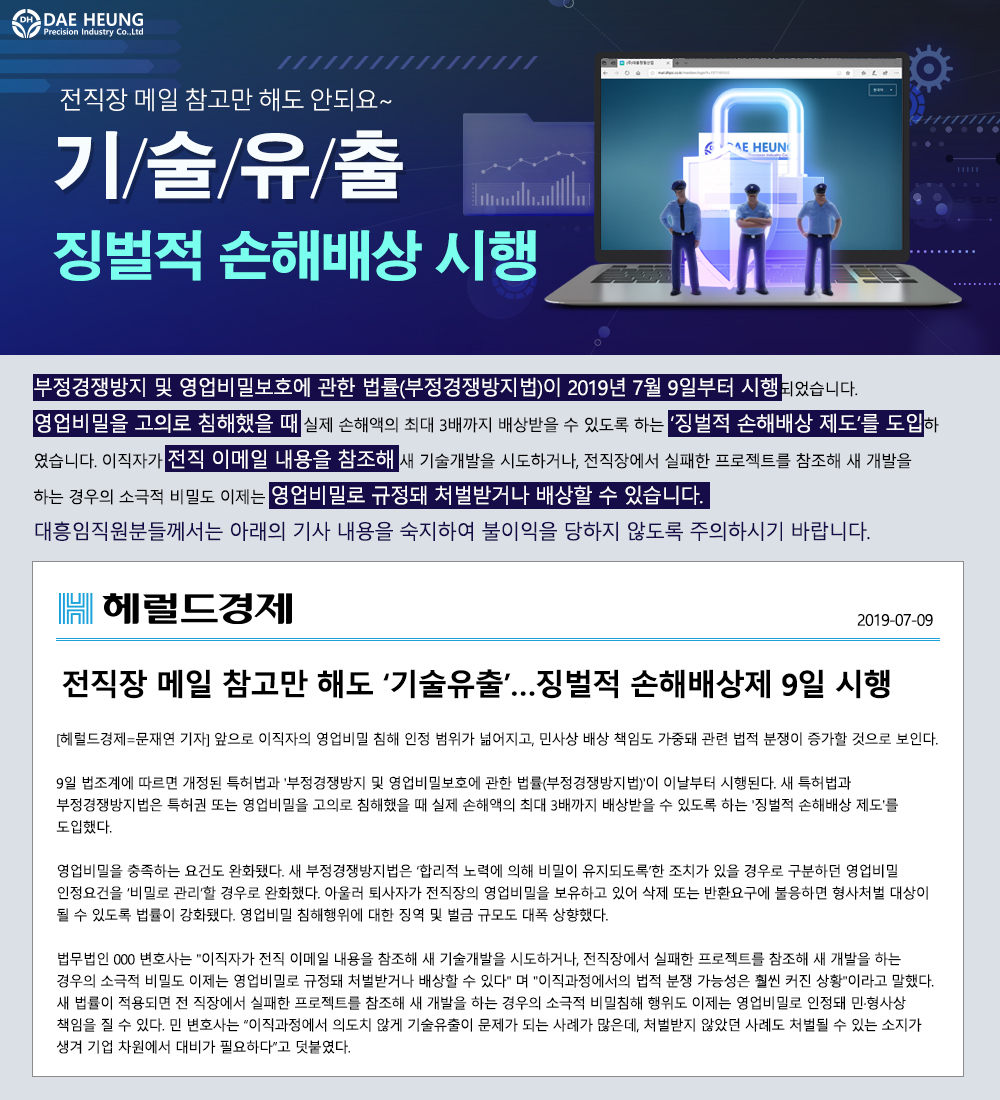 DH DAE HEUNG
Precision Industry Co.,Ltd
전직장 메일 참고만 해도 안되요~
기/술/유/출
징벌적 손해배상 시행
DAE HEUNG
부정경쟁방지 및 영업비밀보호에 관한 법률(부정경쟁방지법)이 2019년 7월 9일부터 시행되었습니다.
영업비밀을 고의로 침해했을 때 실제 손해액의 최대 3배까지 배상받을 수 있도록 하는 '징벌적 손해배상 제도'를 도입하
였습니다. 이직자가 전직 이메일 내용을 참조해 새 기술개발을 시도하거나, 전직장에서 실패한 프로젝트를 참조해 새 개발을
하는 경우의 소극적 비밀도 이제는 영업비밀로 규정돼 처벌받거나 배상할 수 있습니다.
대흥임직원분들께서는 아래의 기사 내용을 숙지하여 불이익을 당하지 않도록 주의하시기 바랍니다.
헤럴드경제
2019-07-09
전직장 메일 참고만 해도 ‘기술유출’...징벌적 손해배상제 9일 시행
[헤럴드경제=문재연 기자] 앞으로 이직자의 영업비밀 침해 인정 범위가 넓어지고, 민사상 배상 책임도 가중돼 관련 법적 분쟁이 증가할 것으로 보인다.
9일 법조계에 따르면 개정된 특허법과 '부정경쟁방지 및 영업비밀보호에 관한 법률(부정경쟁방지법)'이 이날부터 시행된다. 새 특허법과
부정경쟁방지법은 특허권 또는 영업비밀을 고의로 침해했을 때 실제 손해액의 최대 3배까지 배상받을 수 있도록 하는 '징벌적 손해배상 제도'를
도입했다.
영업비밀을 충족하는 요건도 완화됐다. 새 부정경쟁방지법은 ‘합리적 노력에 의해 비밀이 유지되도록’한 조치가 있을 경우로 구분하던 영업비밀
인정요건을 ‘비밀로 관리’할 경우로 완화했다. 아울러 퇴사자가 전직장의 영업비밀을 보유하고 있어 삭제 또는 반환요구에 불응하면 형사처벌 대상이
될 수 있도록 법률이 강화됐다. 영업비밀 침해행위에 대한 징역 및 벌금 규모도 대폭 상향했다.
법무법인 000 변호사는 "이직자가 전직 이메일 내용을 참조해 새 기술개발을 시도하거나, 전직장에서 실패한 프로젝트를 참조해 새 개발을 하는
경우의 소극적 비밀도 이제는 영업비밀로 규정돼 처벌받거나 배상할 수 있다" 며 "이직과정에서의 법적 분쟁 가능성은 훨씬 커진 상황"이라고 말했다.
새 법률이 적용되면 전 직장에서 실패한 프로젝트를 참조해 새 개발을 하는 경우의 소극적 비밀침해 행위도 이제는 영업비밀로 인정돼 민·형사상
책임을 질 수 있다. 민 변호사는 “이직과정에서 의도치 않게 기술유출이 문제가 되는 사례가 많은데, 처벌받지 않았던 사례도 처벌될 수 있는 소지가
생겨 기업 차원에서 대비가 필요하다”고 덧붙였다.